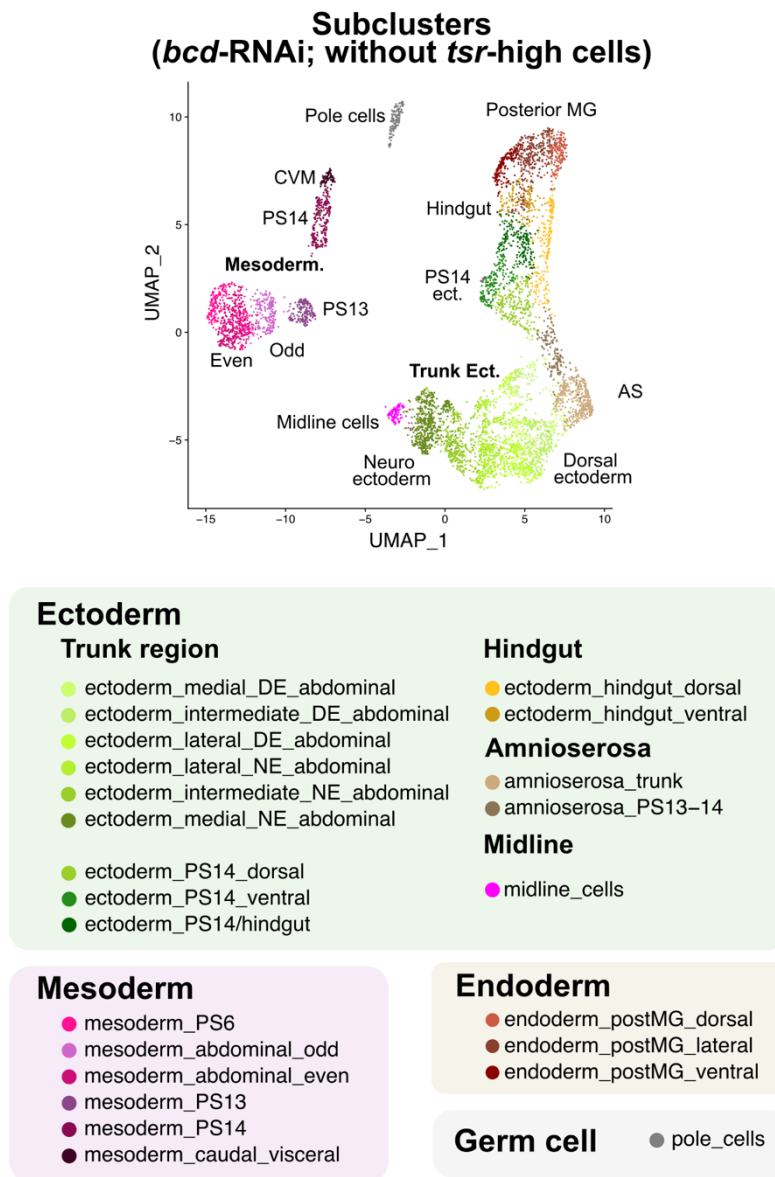 Subclusters
(bcd-RNAi; without tsr-high cells)
Pole cells
Posterior MG
CVM
PS14
Hindgut
Mesoderm.
PS14
ect.
PS13
Even
Odd
Trunk Ect.
AS
Midline cells
Neuro
ectoderm
Dorsal
ectoderm
10
5
0
−5
UMAP_2
−15
−10
−5
0
5
10
UMAP_1
Ectoderm
Trunk region
ectoderm_medial_DE_abdominal
ectoderm_intermediate_DE_abdominal
ectoderm_lateral_DE_abdominal
ectoderm_lateral_NE_abdominal
ectoderm_intermediate_NE_abdominal
ectoderm_medial_NE_abdominal
ectoderm_PS14_dorsal
ectoderm_PS14_ventral
ectoderm_PS14/hindgut
Hindgut
ectoderm_hindgut_dorsal
ectoderm_hindgut_ventral
Amnioserosa
amnioserosa_trunk
amnioserosa_PS13−14
Midline
midline_cells
Mesoderm
mesoderm_PS6
mesoderm_abdominal_odd
mesoderm_abdominal_even
mesoderm_PS13
mesoderm_PS14
mesoderm_caudal_visceral
Endoderm
endoderm_postMG_dorsal
endoderm_postMG_lateral
endoderm_postMG_ventral
Germ cell
pole_cells